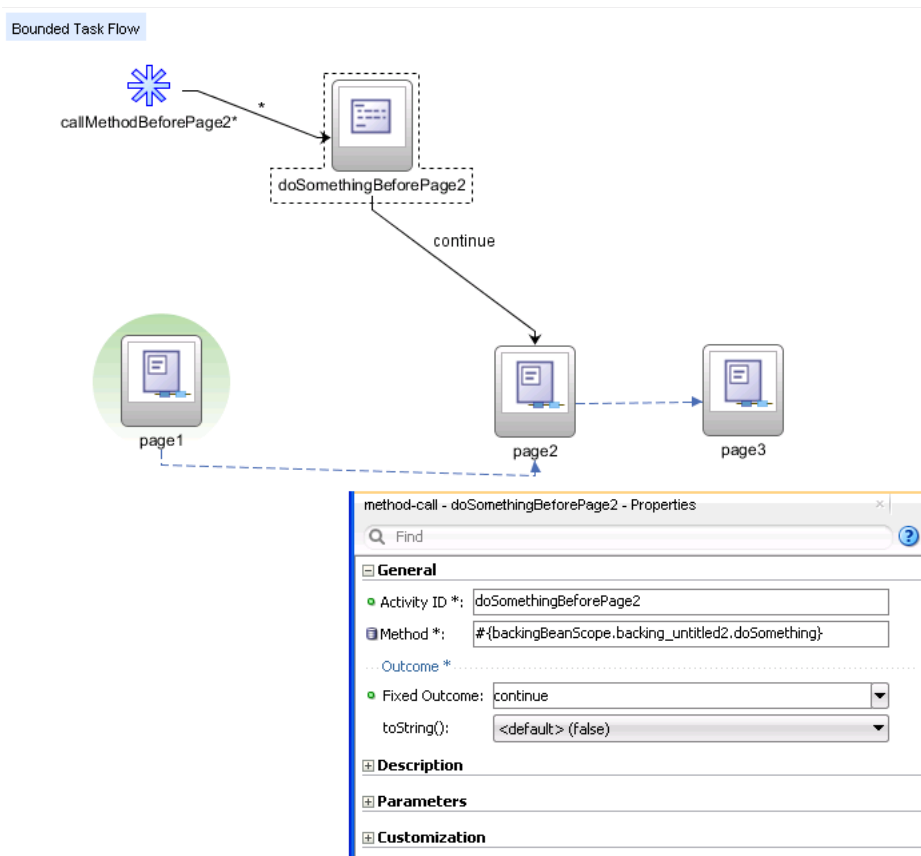 Bounded Task Flow
*
callMethodBeforePage2*
doSomethingBeforePage2
continue
page1
page2
page3
method-call - doSomethingBeforePage2 - Properties
Find
General
Activity ID *: doSomethingBeforePage2
Method *: #{backingBeanScope.backing_untitled2.doSomething}
Outcome *
Fixed Outcome: continue
toString(): <default> (false)
Description
Parameters
Customization